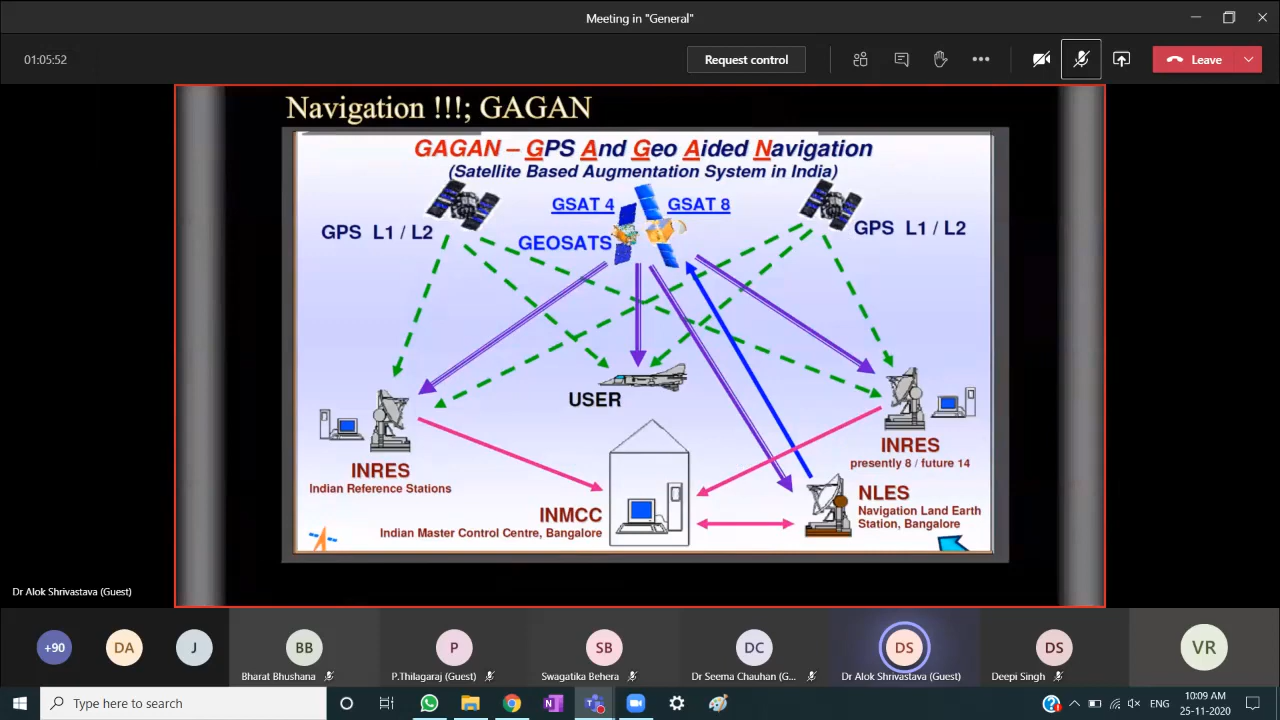 Meeting in "General"
01:05:52
Request control
Leave
Navigation !!!; GAGAN
GAGAN – GPS And Geo Aided Navigation
(Satellite Based Augmentation System in India)
GSAT 4
GSAT 8
GPS L1 / L2
GEOSATS
GPS L1 / L2
USER
INRES
Indian Reference Stations
INRES
presently 8 / future 14
INMCC
Indian Master Control Centre, Bangalore
NLES
Navigation Land Earth
Station, Bangalore
Dr Alok Shrivastava (Guest)
+90
DA
J
BB
Bharat Bhushana
P
P.Thilagaraj (Guest)
SB
Swagatika Behera
DC
Dr Seema Chauhan (G...
DS
Dr Alok Shrivastava (Guest)
DS
Deepi Singh
VR
Type here to search
ENG
10:09 AM
25-11-2020